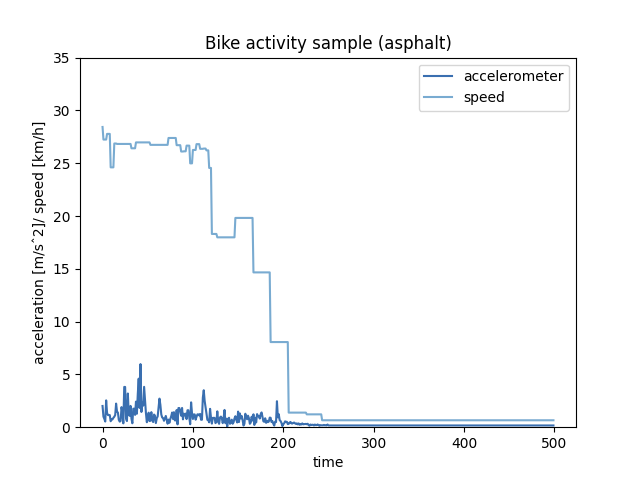 Bike activity sample (asphalt)
accelerometer
speed
35
30
25
20
15
10
5
0
acceleration [m/sˆ2]/ speed [km/h]
0 100 200 300 400 500
time